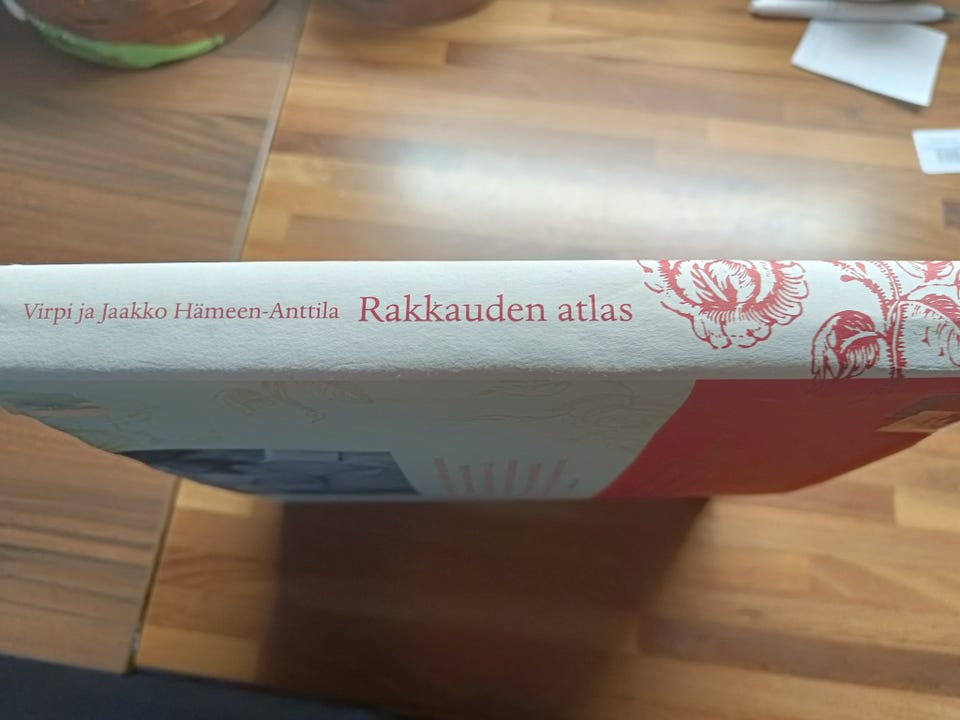 Virpi ja Jaakko Hämeen-Anttila Rakkauden atlas